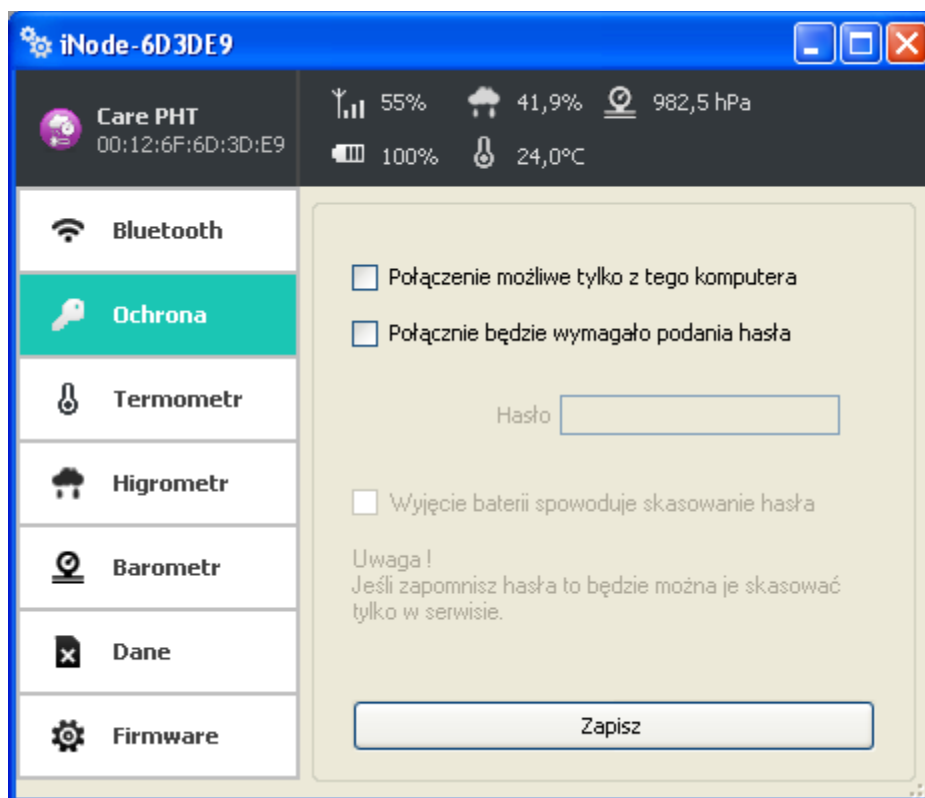 iNode-6D3DE9
Care PHT
00:12:6F:6D:3D:E9
55% 41,9% 982,5 hPa
100% 24,0°C
Bluetooth
Ochrona
Termometr
Higrometr
Barometr
Dane
Firmware
Połączenie możliwe tylko z tego komputera
Połącznie będzie wymagało podania hasła
Hasło
Wyjęcie baterii spowoduje skasowanie hasła
Uwaga !
Jeśli zapomnisz hasła to będzie można je skasować
tylko w serwisie.
Zapisz